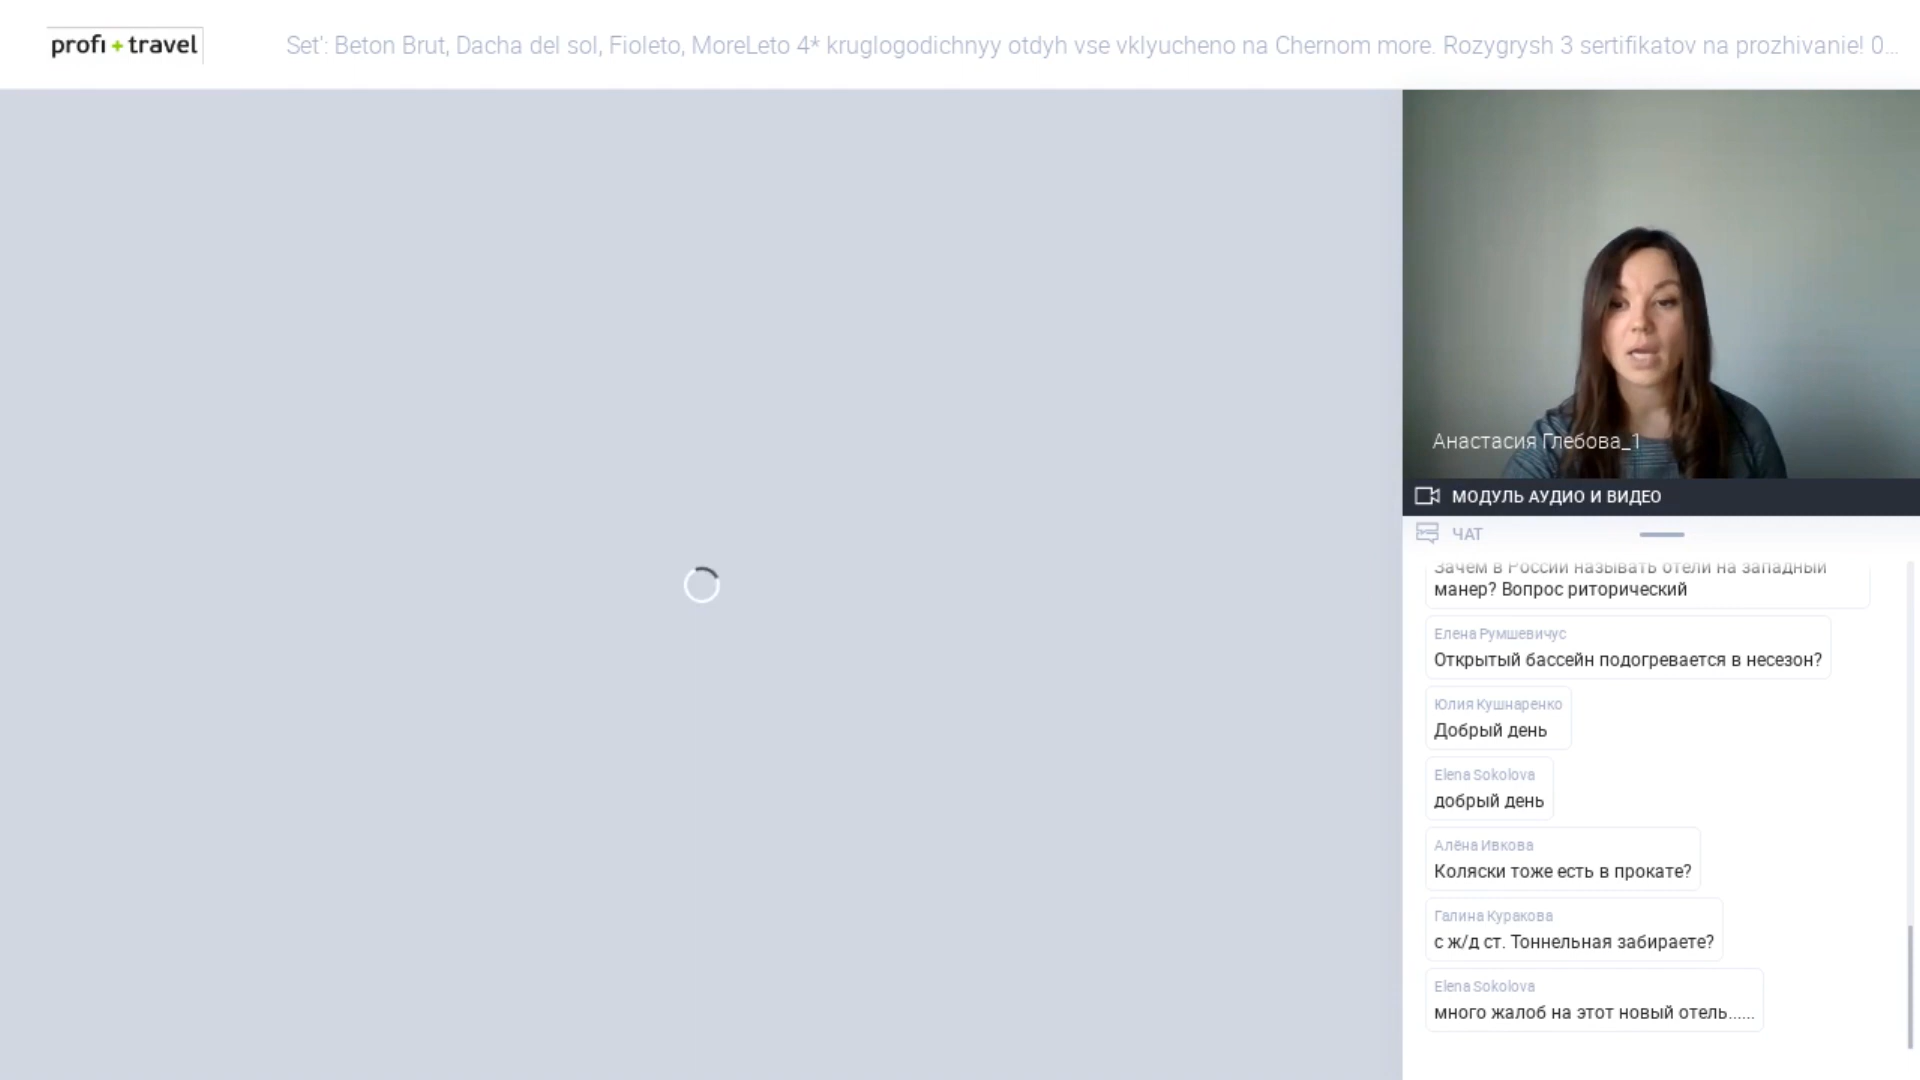 profi + travel
Set': Beton Brut, Dacha del sol, Fioleto, MoreLeto 4* kruglogodichnyy otdyh vse vklyucheno na Chernom more. Rozygrysh 3 sertifikatov na prozhivanie! 0...
Анастасия Глебова_1
МОДУЛЬ АУДИО И ВИДЕО
ЧАТ
Зачем в России называть отели на западный
манер? Вопрос риторический
Елена Румшевичус
Открытый бассейн подогревается в несезон?
Юлия Кушнаренко
Добрый день
Elena Sokolova
добрый день
Алёна Ивкова
Коляски тоже есть в прокате?
Галина Куракова
с ж/д ст. Тоннельная забираете?
Elena Sokolova
много жалоб на этот новый отель......